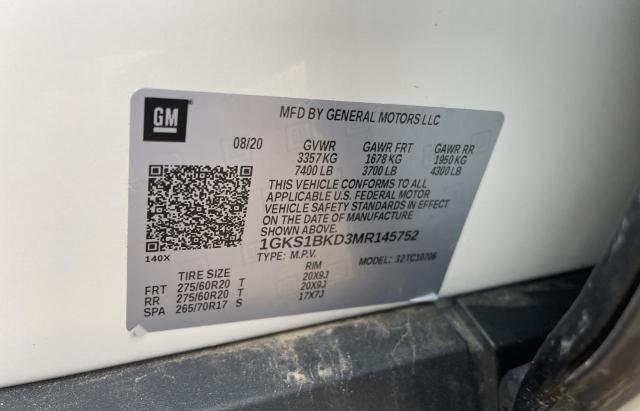 GM
MFD BY GENERAL MOTORS LLC
08/20 GVWR GAWR FRT GAWR RR
3357 KG 1678 KG 1950 KG
7400 LB 3700 LB 4300 LB
THIS VEHICLE CONFORMS TO ALL
APPLICABLE U.S. FEDERAL MOTOR
VEHICLE SAFETY STANDARDS IN EFFECT
ON THE DATE OF MANUFACTURE
SHOWN ABOVE.
1GKS1BKD3MR145752
140X TYPE: M.P.V. MODEL: 32TC10706
TIRE SIZE RIM
FRT 275/60R20 T 20X9J
RR 275/60R20 T 20X9J
SPA 265/70R17 S 17X7J